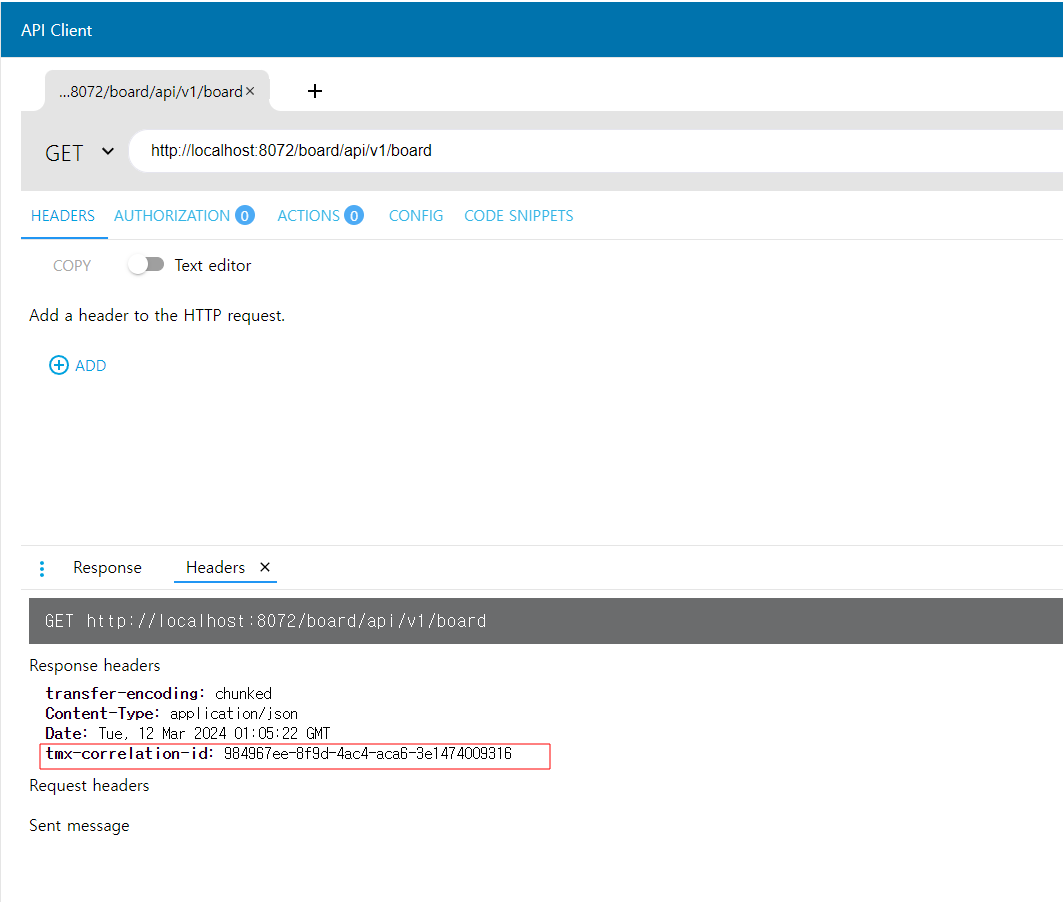 API Client
...8072/board/api/v1/board ×
+
GET http://localhost:8072/board/api/v1/board
HEADERS AUTHORIZATION 0 ACTIONS 0 CONFIG CODE SNIPPETS
COPY Text editor
Add a header to the HTTP request.
ADD
Response Headers ×
GET http://localhost:8072/board/api/v1/board
Response headers
transfer-encoding: chunked
Content-Type: application/json
Date: Tue, 12 Mar 2024 01:05:22 GMT
tmx-correlation-id: 984967ee-8f9d-4ac4-aca6-3e1474009316
Request headers
Sent message